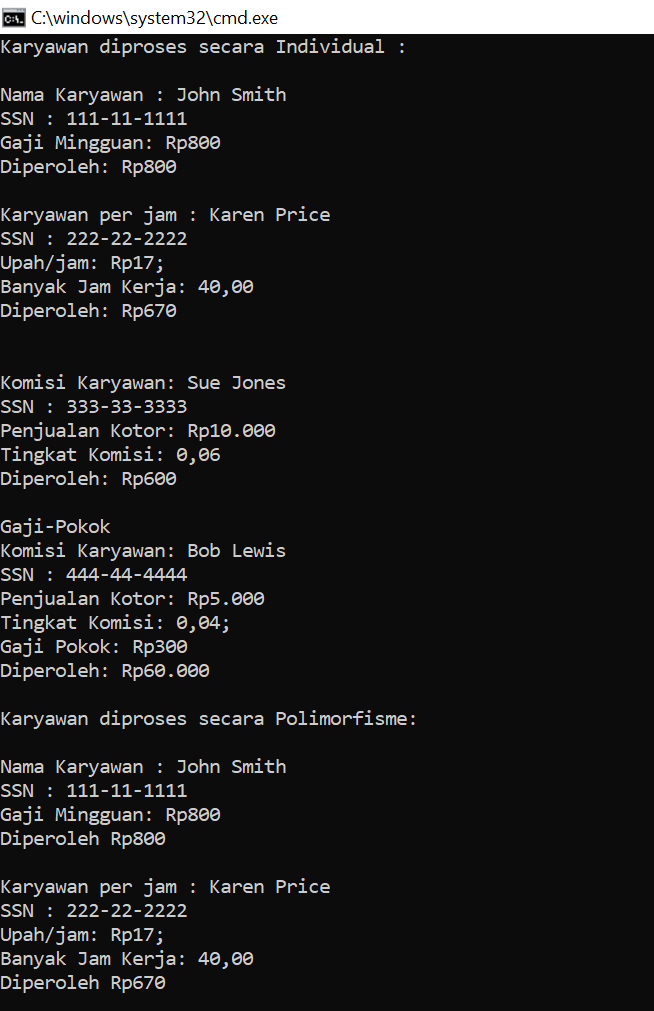 C:\windows\system32\cmd.exe
Karyawan diproses secara Individual :
Nama Karyawan : John Smith
SSN : 111-11-1111
Gaji Mingguan: Rp800
Diperoleh: Rp800
Karyawan per jam : Karen Price
SSN : 222-22-2222
Upah/jam: Rp17;
Banyak Jam Kerja: 40,00
Diperoleh: Rp670
Komisi Karyawan: Sue Jones
SSN : 333-33-3333
Penjualan Kotor: Rp10.000
Tingkat Komisi: 0,06
Diperoleh: Rp600
Gaji-Pokok
Komisi Karyawan: Bob Lewis
SSN : 444-44-4444
Penjualan Kotor: Rp5.000
Tingkat Komisi: 0,04;
Gaji Pokok: Rp300
Diperoleh: Rp60.000
Karyawan diproses secara Polimorfisme:
Nama Karyawan : John Smith
SSN : 111-11-1111
Gaji Mingguan: Rp800
Diperoleh Rp800
Karyawan per jam : Karen Price
SSN : 222-22-2222
Upah/jam: Rp17;
Banyak Jam Kerja: 40,00
Diperoleh Rp670